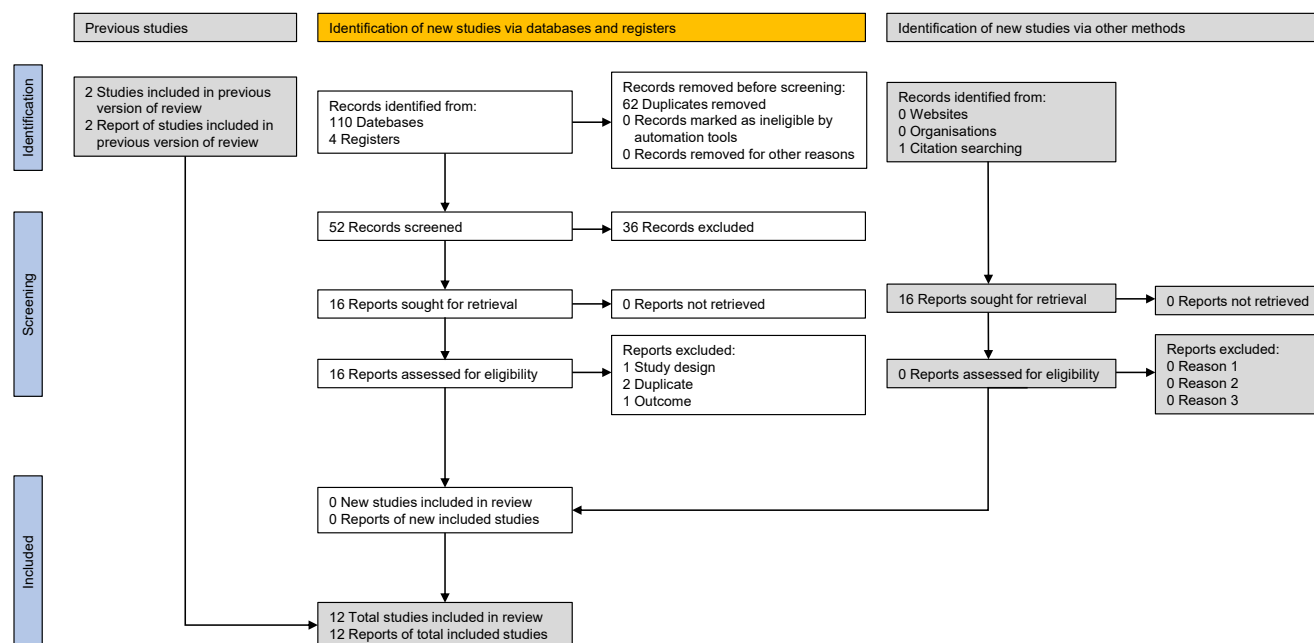 Previous studies
Identification of new studies via databases and registers
Identification of new studies via other methods
Identification
2 Studies included in previous
version of review
2 Report of studies included in
previous version of review
Records identified from:
110 Datebases
4 Registers
Records removed before screening:
62 Duplicates removed
0 Records marked as ineligible by
automation tools
0 Records removed for other reasons
Records identified from:
0 Websites
0 Organisations
1 Citation searching
Screening
52 Records screened
36 Records excluded
16 Reports sought for retrieval
0 Reports not retrieved
16 Reports sought for retrieval
0 Reports not retrieved
16 Reports assessed for eligibility
Reports excluded:
1 Study design
2 Duplicate
1 Outcome
0 Reports assessed for eligibility
Reports excluded:
0 Reason 1
0 Reason 2
0 Reason 3
Included
0 New studies included in review
0 Reports of new included studies
12 Total studies included in review
12 Reports of total included studies